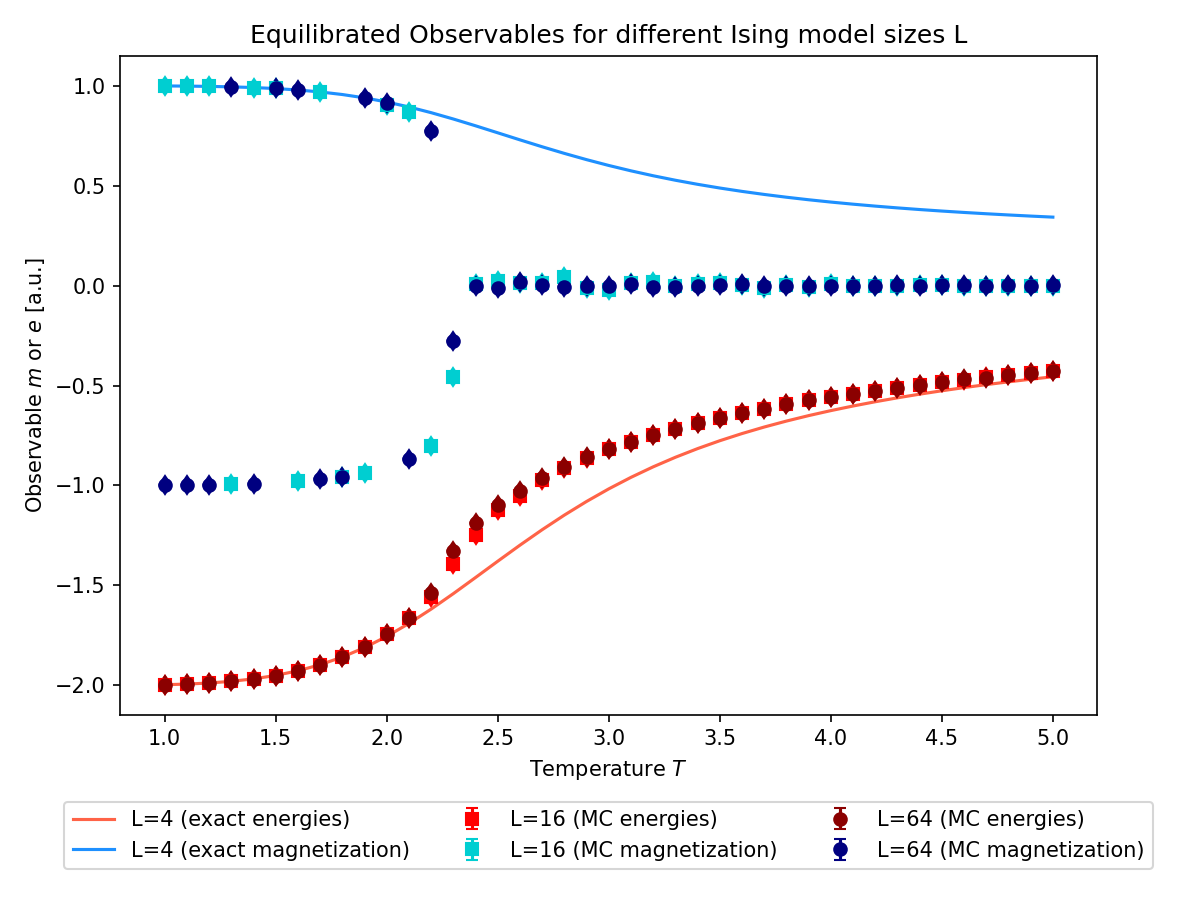 Equilibrated Observables for different Ising model sizes L
Observable m or e [a.u.]
1.0
0.5
0.0
−0.5
−1.0
−1.5
−2.0
1.0 1.5 2.0 2.5 3.0 3.5 4.0 4.5 5.0
Temperature T
L=4 (exact energies) L=16 (MC energies) L=64 (MC energies)
L=4 (exact magnetization) L=16 (MC magnetization) L=64 (MC magnetization)